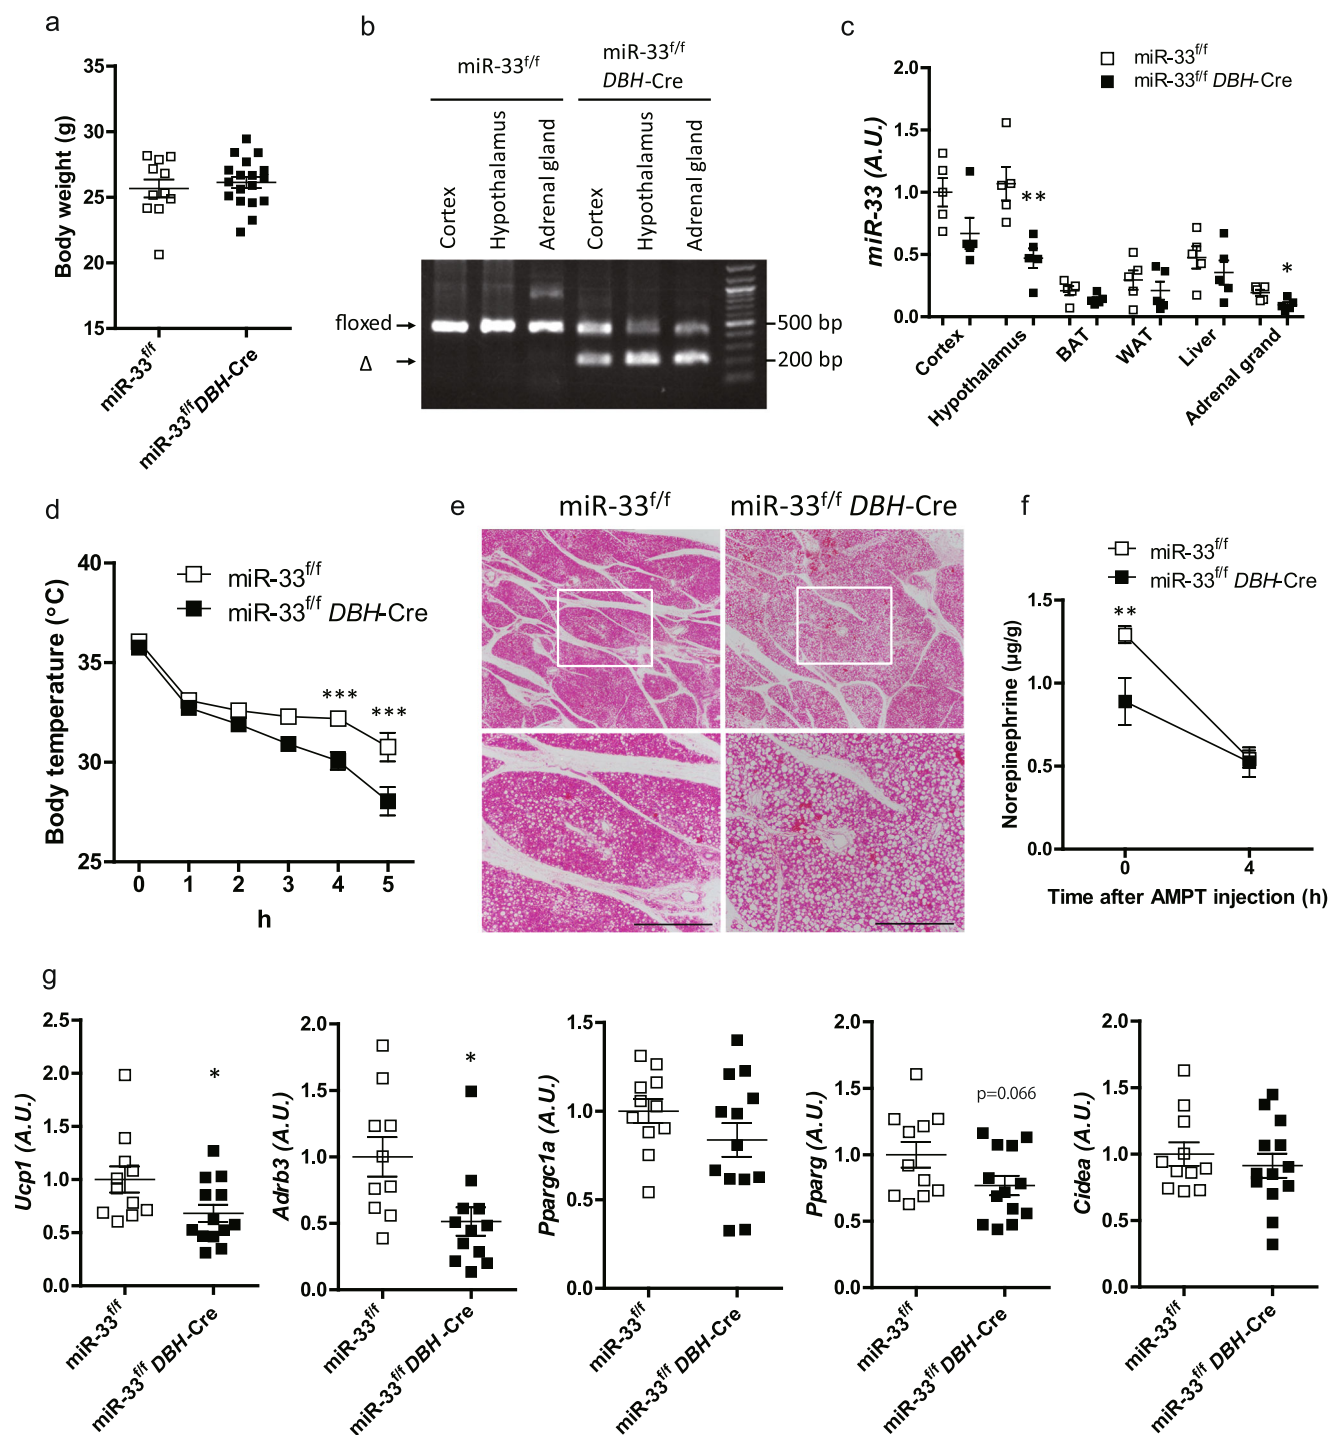 a
Body weight (g)
35
30
25
20
15
miR-33f/f
miR-33f/f DBH-Cre
b
miR-33f/f
miR-33f/f
DBH-Cre
Cortex
Hypothalamus
Adrenal gland
Cortex
Hypothalamus
Adrenal gland
floxed
Δ
500 bp
200 bp
c
miR-33f/f
miR-33f/f DBH-Cre
miR-33 (A.U.)
2.0
1.5
1.0
0.5
0.0
**
*
Cortex
Hypothalamus
BAT
WAT
Liver
Adrenal grand
d
miR-33f/f
miR-33f/f DBH-Cre
Body temperature (°C)
40
35
30
25
***
***
0 1 2 3 4 5
h
e
miR-33f/f
miR-33f/f DBH-Cre
f
miR-33f/f
miR-33f/f DBH-Cre
Norepinephrine (µg/g)
1.5
1.0
0.5
0.0
**
0 4
Time after AMPT injection (h)
g
Ucp1 (A.U.)
2.5
2.0
1.5
1.0
0.5
0.0
*
miR-33f/f
miR-33f/f DBH-Cre
Adrb3 (A.U.)
2.0
1.5
1.0
0.5
0.0
*
miR-33f/f
miR-33f/f DBH-Cre
Ppargc1a (A.U.)
1.5
1.0
0.5
0.0
miR-33f/f
miR-33f/f DBH-Cre
Pparg (A.U.)
2.0
1.5
1.0
0.5
0.0
p=0.066
miR-33f/f
miR-33f/f DBH-Cre
Cidea (A.U.)
2.0
1.5
1.0
0.5
0.0
miR-33f/f
miR-33f/f DBH-Cre